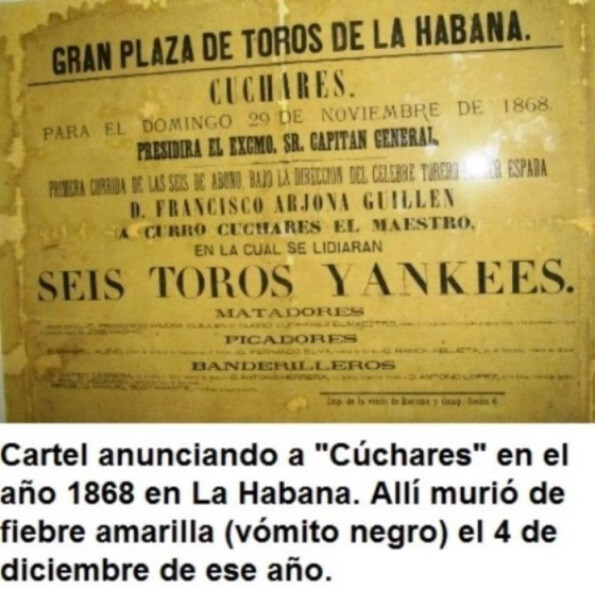 GRAN PLAZA DE TOROS DE LA HABANA.
CUCHARES.
PARA EL DOMINGO 29 DE NOVIEMBRE DE 1868.
PRESIDIRA EL EXCMO. SR. CAPITAN GENERAL,
PRIMERA CORRIDA DE LAS SEIS DE ABONO, BAJO LA DIRECCION DEL CELEBRE TORERO ESPADA
D. FRANCISCO ARJONA GUILLEN
A CURRO CUCHARES EL MAESTRO,
EN LA CUAL SE LIDIARAN
SEIS TOROS YANKEES.
MATADORES
PICADORES
BANDERILLEROS
Imp. de la
Cartel anunciando a "Cúchares" en el
año 1868 en La Habana. Allí murió de
fiebre amarilla (vómito negro) el 4 de
diciembre de ese año.